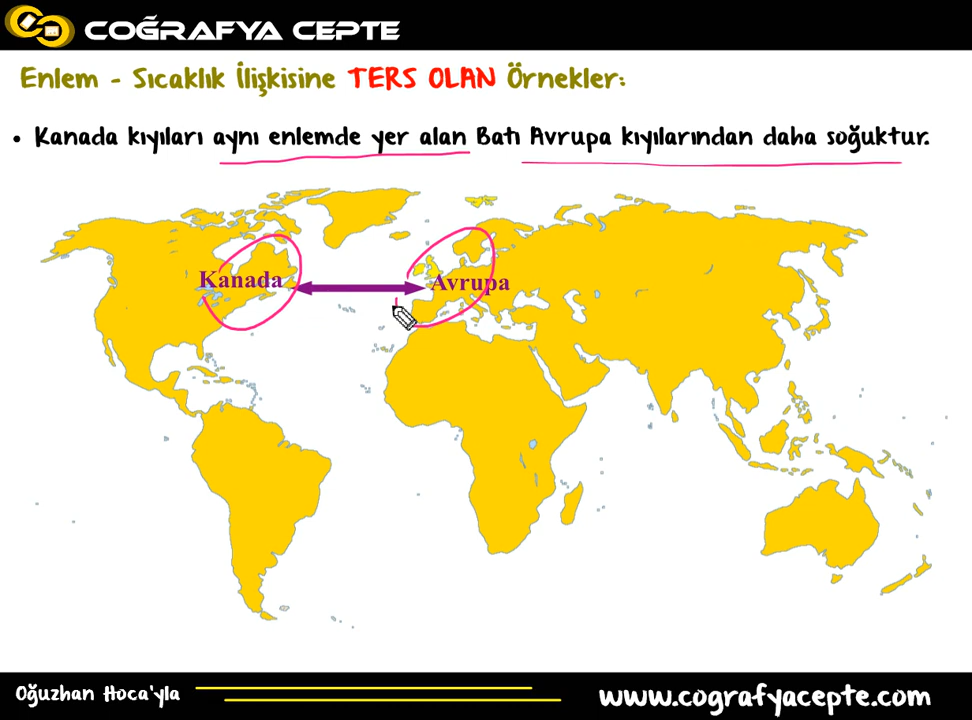 COĞRAFYA CEPTE
Enlem - Sıcaklık İlişkisine TERS OLAN Örnekler:
• Kanada kıyıları aynı enlemde yer alan Batı Avrupa kıyılarından daha soğuktur.
Kanada
Avrupa
Oğuzhan Hoca'yla
www.cografyacepte.com